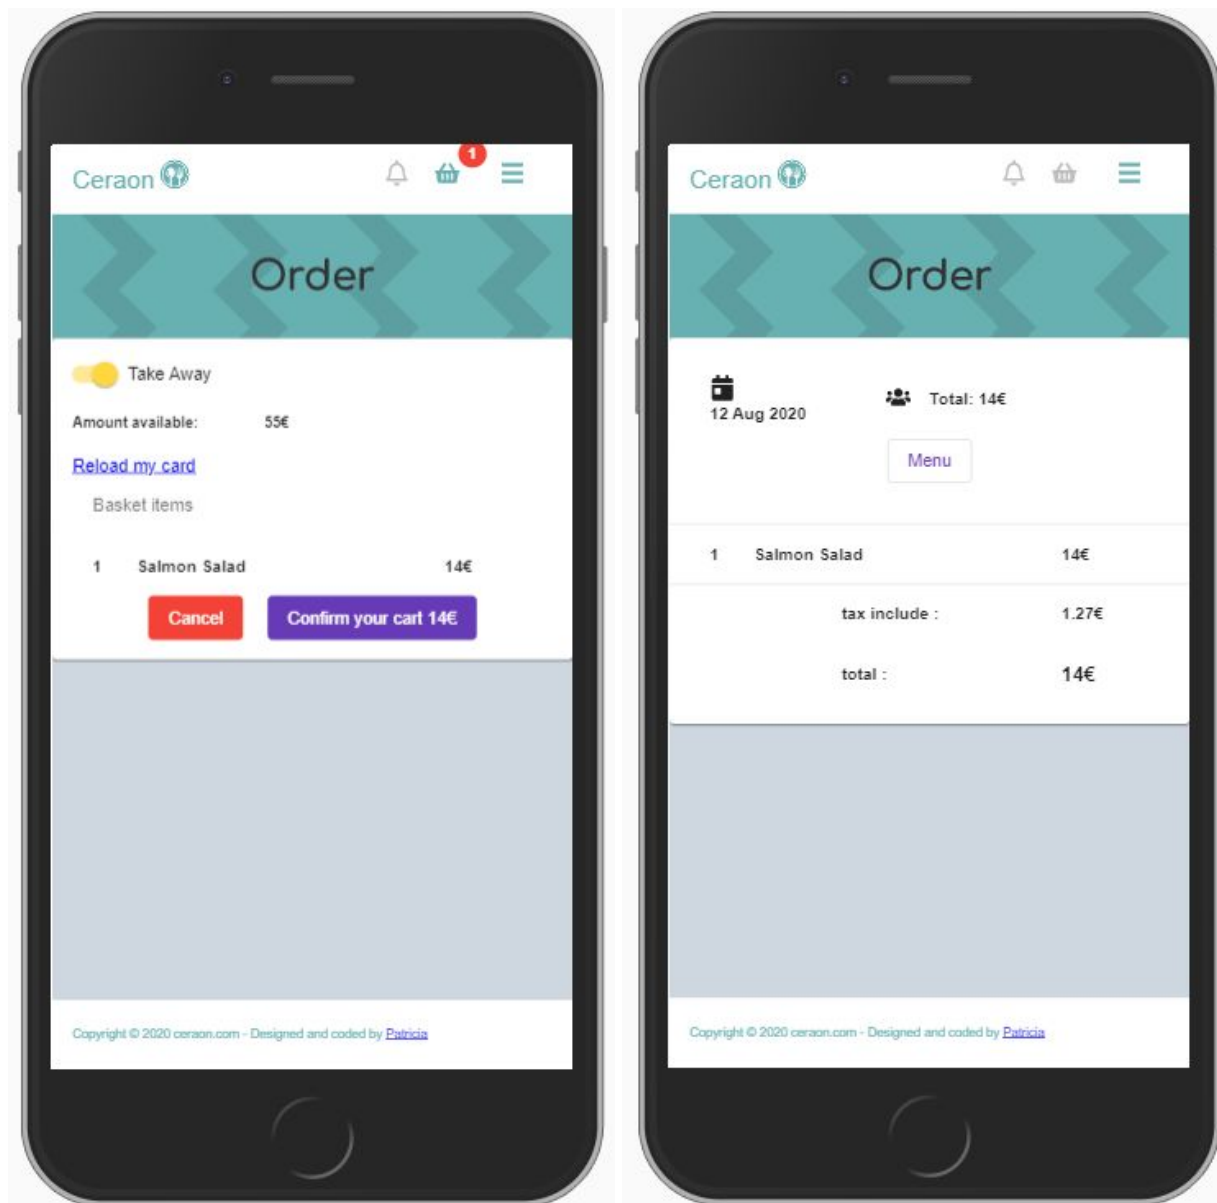 Ceraon
1
Order
Take Away
Amount available: 55€
Reload my card
Basket items
1 Salmon Salad 14€
Cancel Confirm your cart 14€
Copyright © 2020 ceraon.com - Designed and coded by Patricia
Ceraon
Order
12 Aug 2020
Total: 14€
Menu
1 Salmon Salad 14€
tax include : 1.27€
total : 14€
Copyright © 2020 ceraon.com - Designed and coded by Patricia